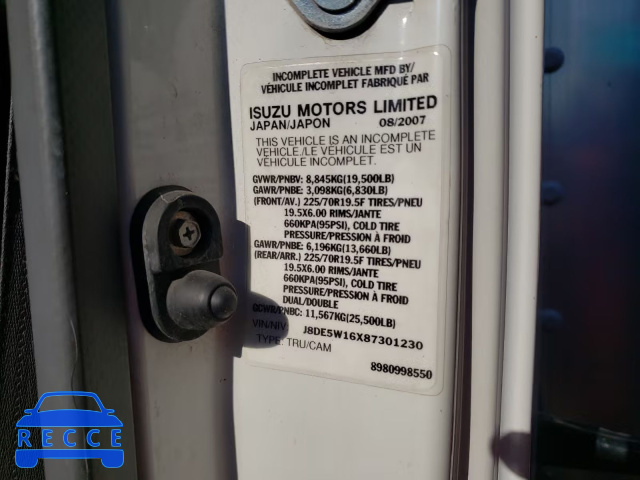 INCOMPLETE VEHICLE MFD BY/
VÉHICULE INCOMPLET FABRIQUÉ PAR
ISUZU MOTORS LIMITED
JAPAN/JAPON 08/2007
THIS VEHICLE IS AN INCOMPLETE
VEHICLE./LE VÉHICULE EST UN
VÉHICULE INCOMPLET.
GVWR/PNBV: 8,845KG(19,500LB)
GAWR/PNBE: 3,098KG(6,830LB)
(FRONT/AV.) 225/70R19.5F TIRES/PNEU
19.5X6.00 RIMS/JANTE
660KPA(95PSI), COLD TIRE
PRESSURE/PRESSION À FROID
GAWR/PNBE: 6,196KG(13,660LB)
(REAR/ARR.) 225/70R19.5F TIRES/PNEU
19.5X6.00 RIMS/JANTE
660KPA(95PSI), COLD TIRE
PRESSURE/PRESSION À FROID
DUAL/DOUBLE
GCWR/PNBC: 11,567KG(25,500LB)
VIN/NIV: J8DE5W16X87301230
TYPE: TRU/CAM
8980998550
RECCE